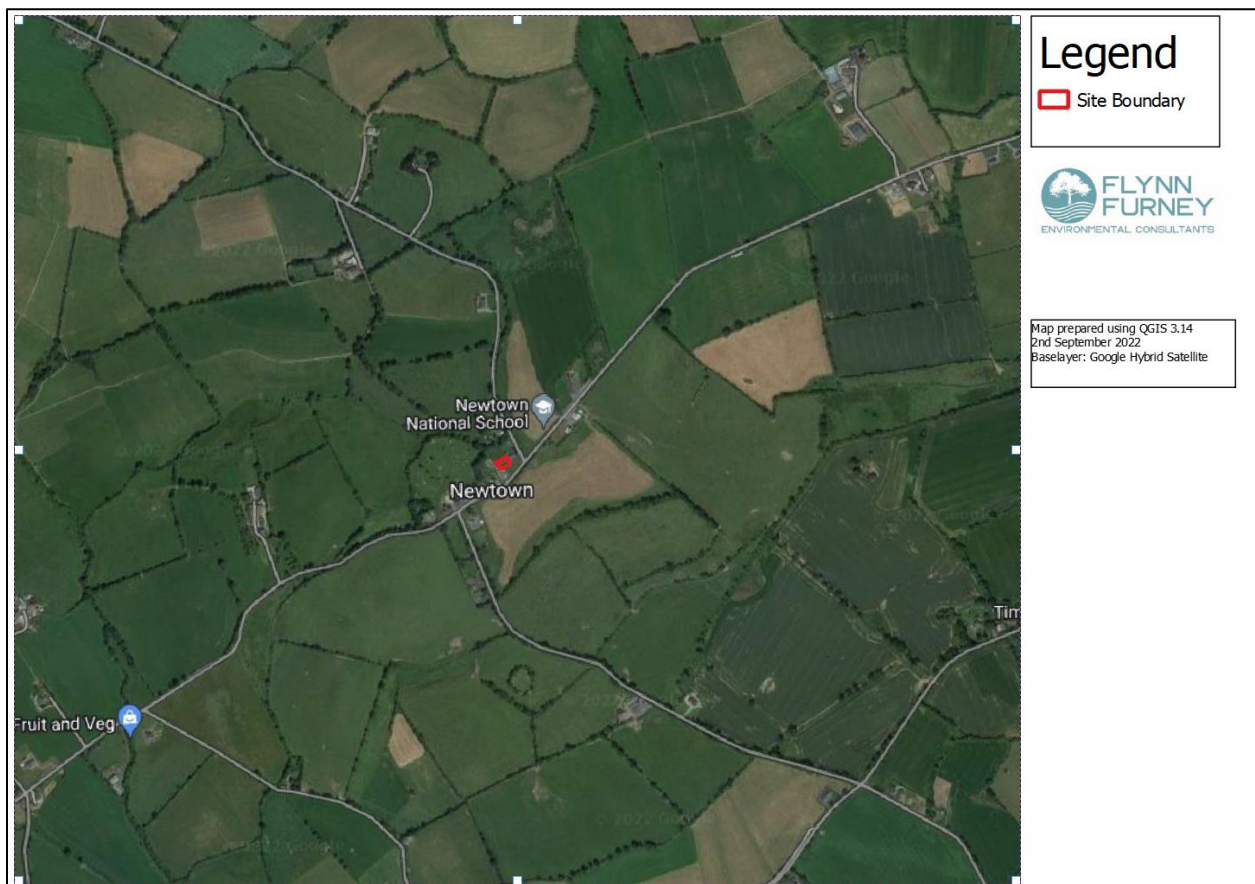 Legend
Site Boundary
FLYNN
FURNEY
ENVIRONMENTAL CONSULTANTS
Map prepared using QGIS 3.14
2nd September 2022
Baselayer: Google Hybrid Satellite
Newtown
National School
Newtown
Tim
Fruit and Veg
© 2022 Google